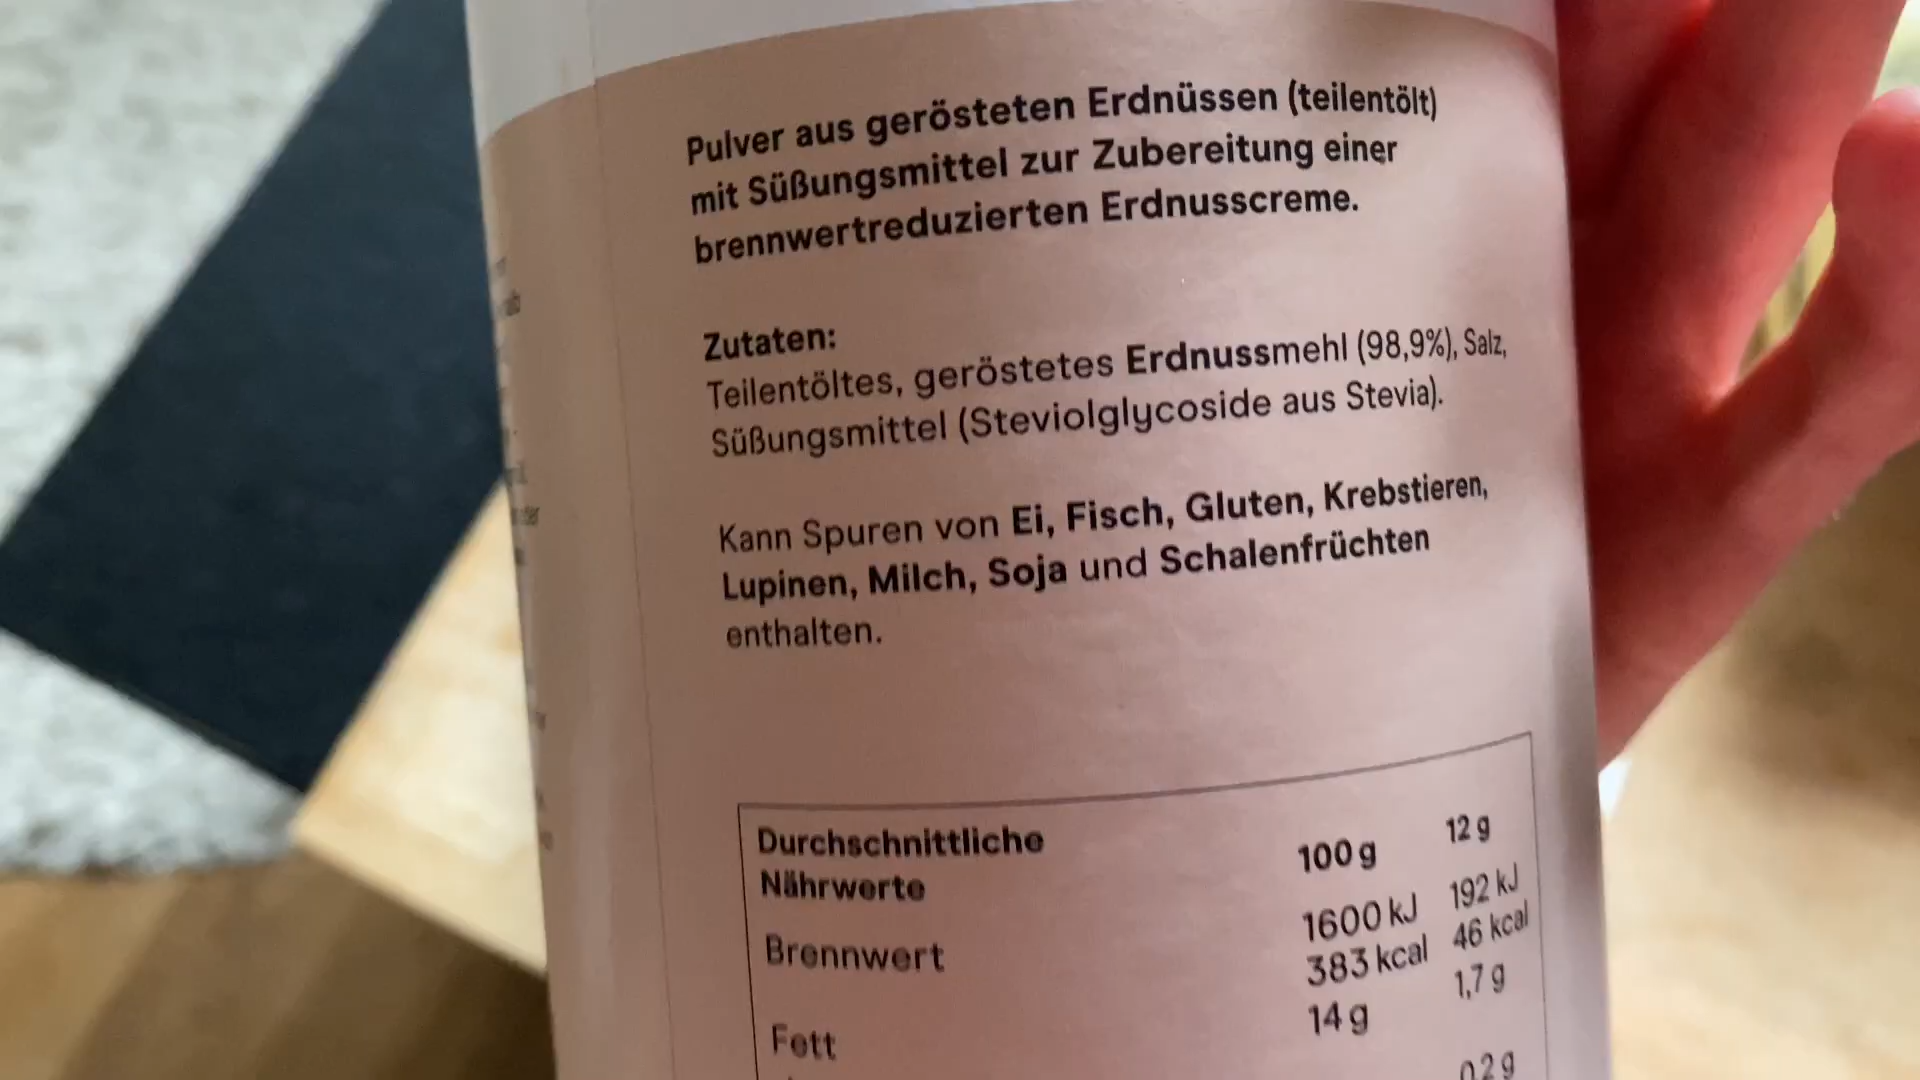 Pulver aus gerösteten Erdnüssen (teilentölt)
mit Süßungsmittel zur Zubereitung einer
brennwertreduzierten Erdnusscreme.
Zutaten:
Teilentöltes, geröstetes Erdnussmehl (98,9%), Salz,
Süßungsmittel (Steviolglycoside aus Stevia).
Kann Spuren von Ei, Fisch, Gluten, Krebstieren,
Lupinen, Milch, Soja und Schalenfrüchten
enthalten.
Durchschnittliche
Nährwerte 100 g 12 g
Brennwert 1600 kJ 192 kJ
383 kcal 46 kcal
Fett 14 g 1,7 g
0,2 g